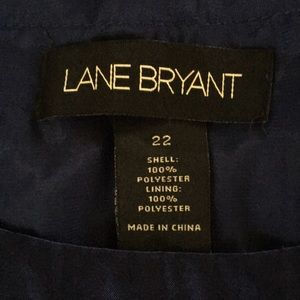 LANE BRYANT
22
SHELL:
100%
POLYESTER
LINING:
100%
POLYESTER
MADE IN CHINA